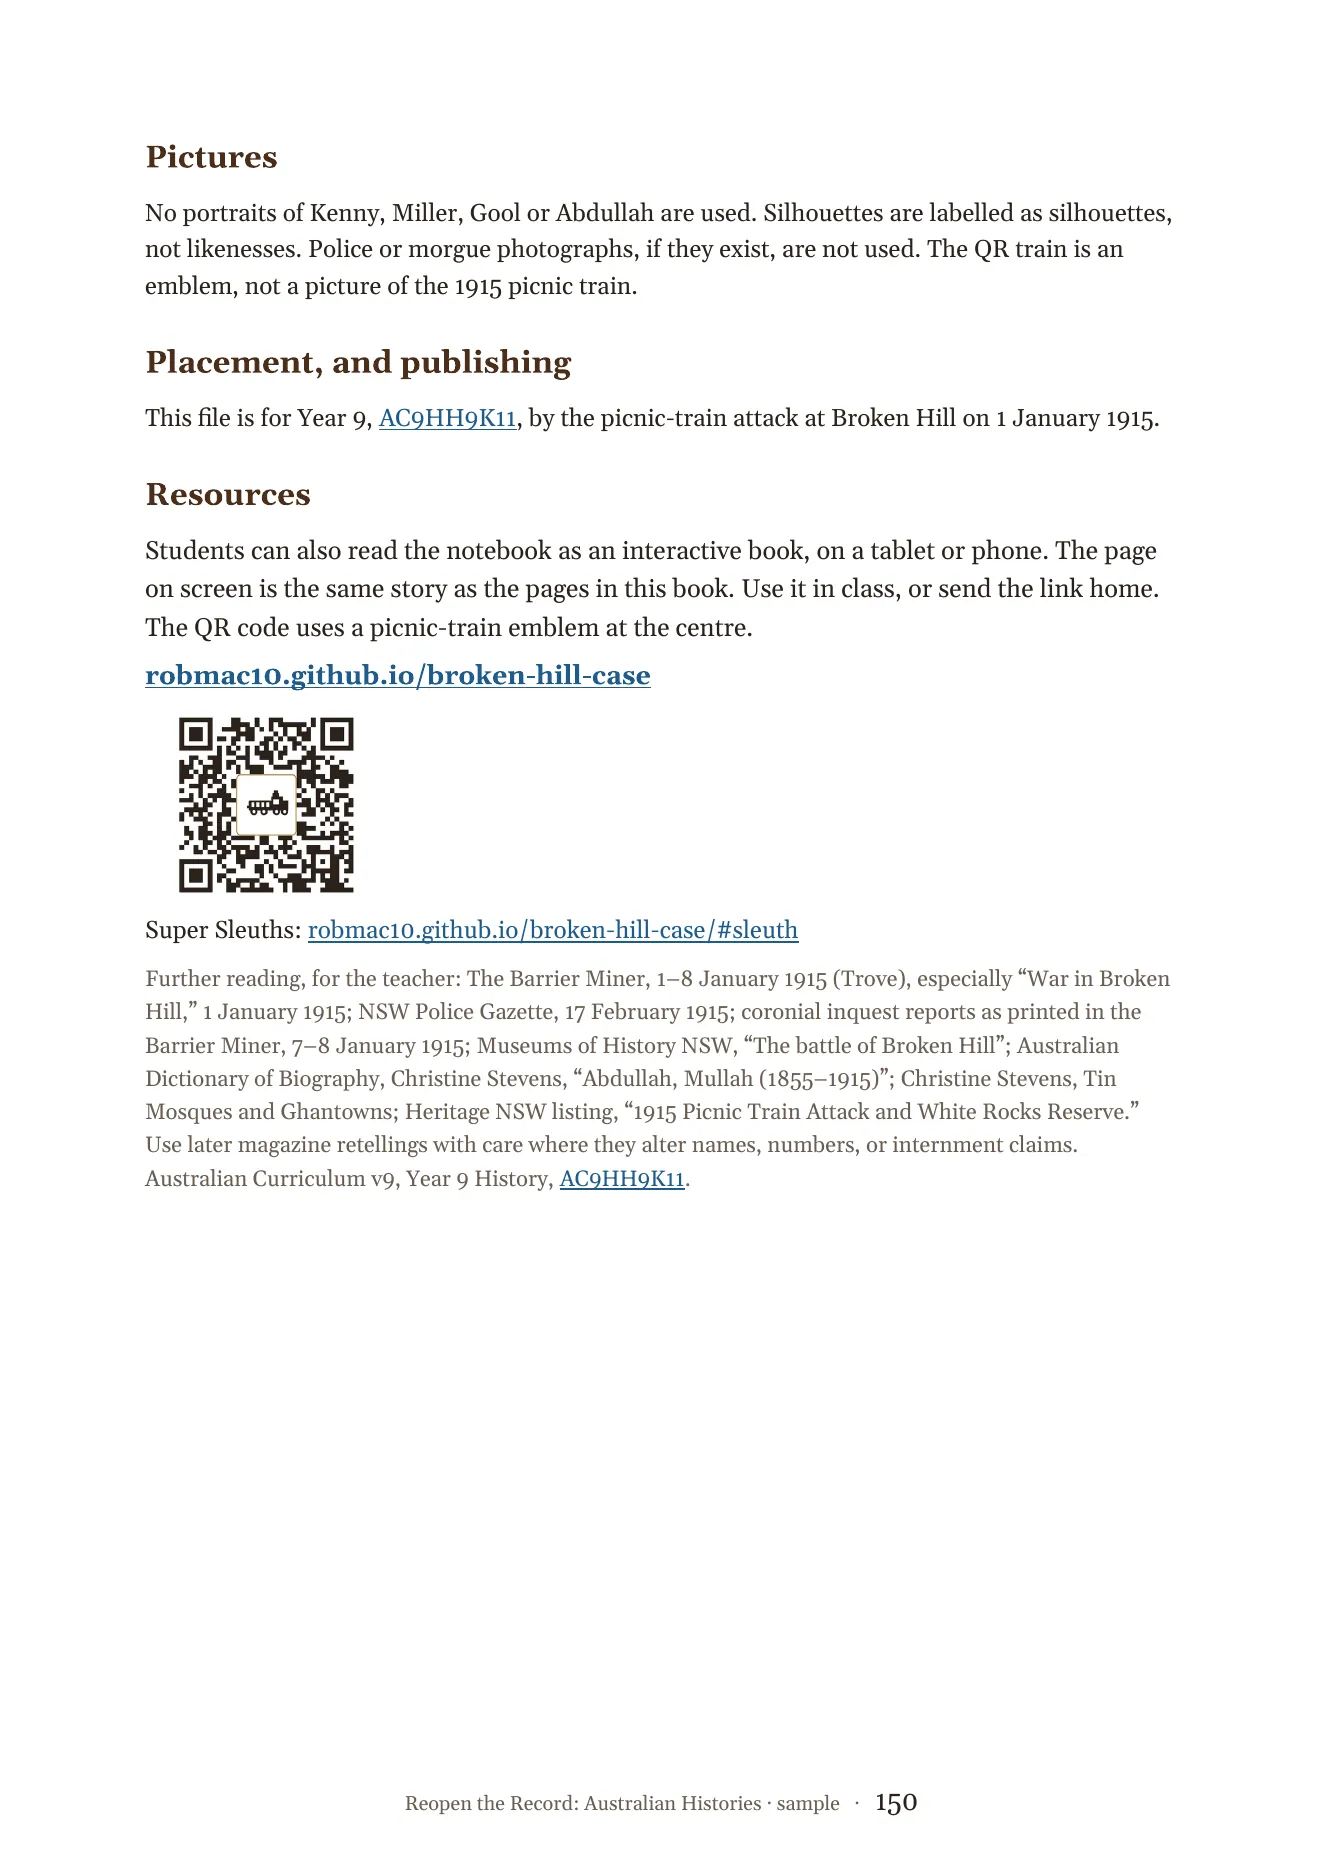 Pictures
No portraits of Kenny, Miller, Gool or Abdullah are used. Silhouettes are labelled as silhouettes,
not likenesses. Police or morgue photographs, if they exist, are not used. The QR train is an
emblem, not a picture of the 1915 picnic train.
Placement, and publishing
This file is for Year 9, AC9HH9K11, by the picnic-train attack at Broken Hill on 1 January 1915.
Resources
Students can also read the notebook as an interactive book, on a tablet or phone. The page
on screen is the same story as the pages in this book. Use it in class, or send the link home.
The QR code uses a picnic-train emblem at the centre.
robmac10.github.io/broken-hill-case
Super Sleuths: robmac10.github.io/broken-hill-case/#sleuth
Further reading, for the teacher: The Barrier Miner, 1–8 January 1915 (Trove), especially “War in Broken
Hill,” 1 January 1915; NSW Police Gazette, 17 February 1915; coronial inquest reports as printed in the
Barrier Miner, 7–8 January 1915; Museums of History NSW, “The battle of Broken Hill”; Australian
Dictionary of Biography, Christine Stevens, “Abdullah, Mullah (1855–1915)”; Christine Stevens, Tin
Mosques and Ghantowns; Heritage NSW listing, “1915 Picnic Train Attack and White Rocks Reserve.”
Use later magazine retellings with care where they alter names, numbers, or internment claims.
Australian Curriculum v9, Year 9 History, AC9HH9K11.
Reopen the Record: Australian Histories · sample · 150